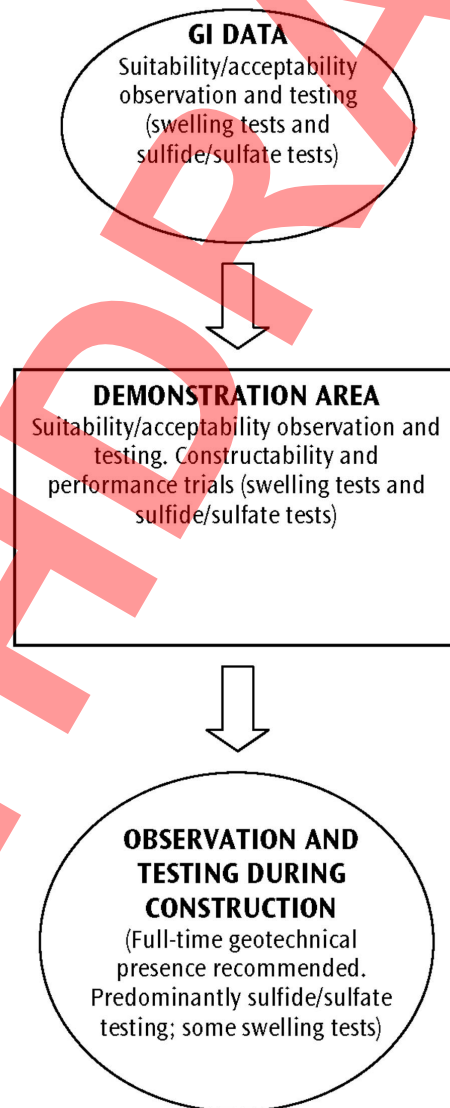 GI DATA
Suitability/acceptability
observation and testing
(swelling tests and
sulfide/sulfate tests)
DEMONSTRATION AREA
Suitability/acceptability observation and
testing. Constructability and
performance trials (swelling tests and
sulfide/sulfate tests)
OBSERVATION AND
TESTING DURING
CONSTRUCTION
(Full-time geotechnical
presence recommended.
Predominantly sulfide/sulfate
testing; some swelling tests)
HDRA